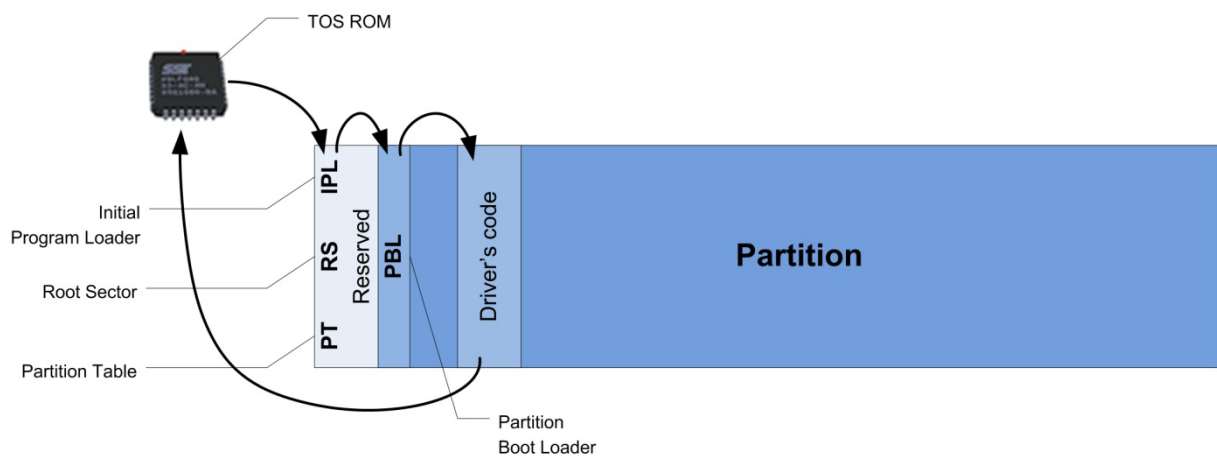 TOS ROM
IPL
RS
PT
Reserved
PBL
Driver's code
Partition
Initial
Program Loader
Root Sector
Partition Table
Partition
Boot Loader